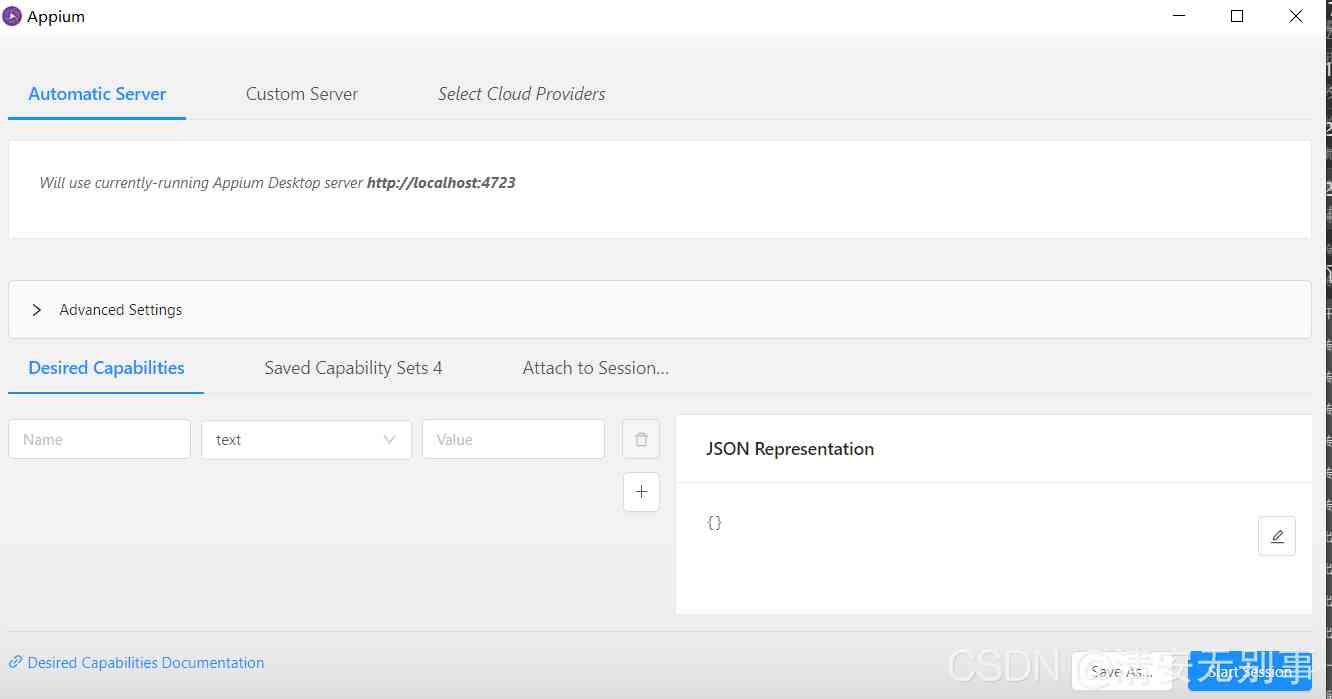 Appium
Automatic Server Custom Server Select Cloud Providers
Will use currently-running Appium Desktop server http://localhost:4723
Advanced Settings
Desired Capabilities Saved Capability Sets 4 Attach to Session...
Name text Value
JSON Representation
{}
Desired Capabilities Documentation
Save As... Start Session
CSDN @清安无别事